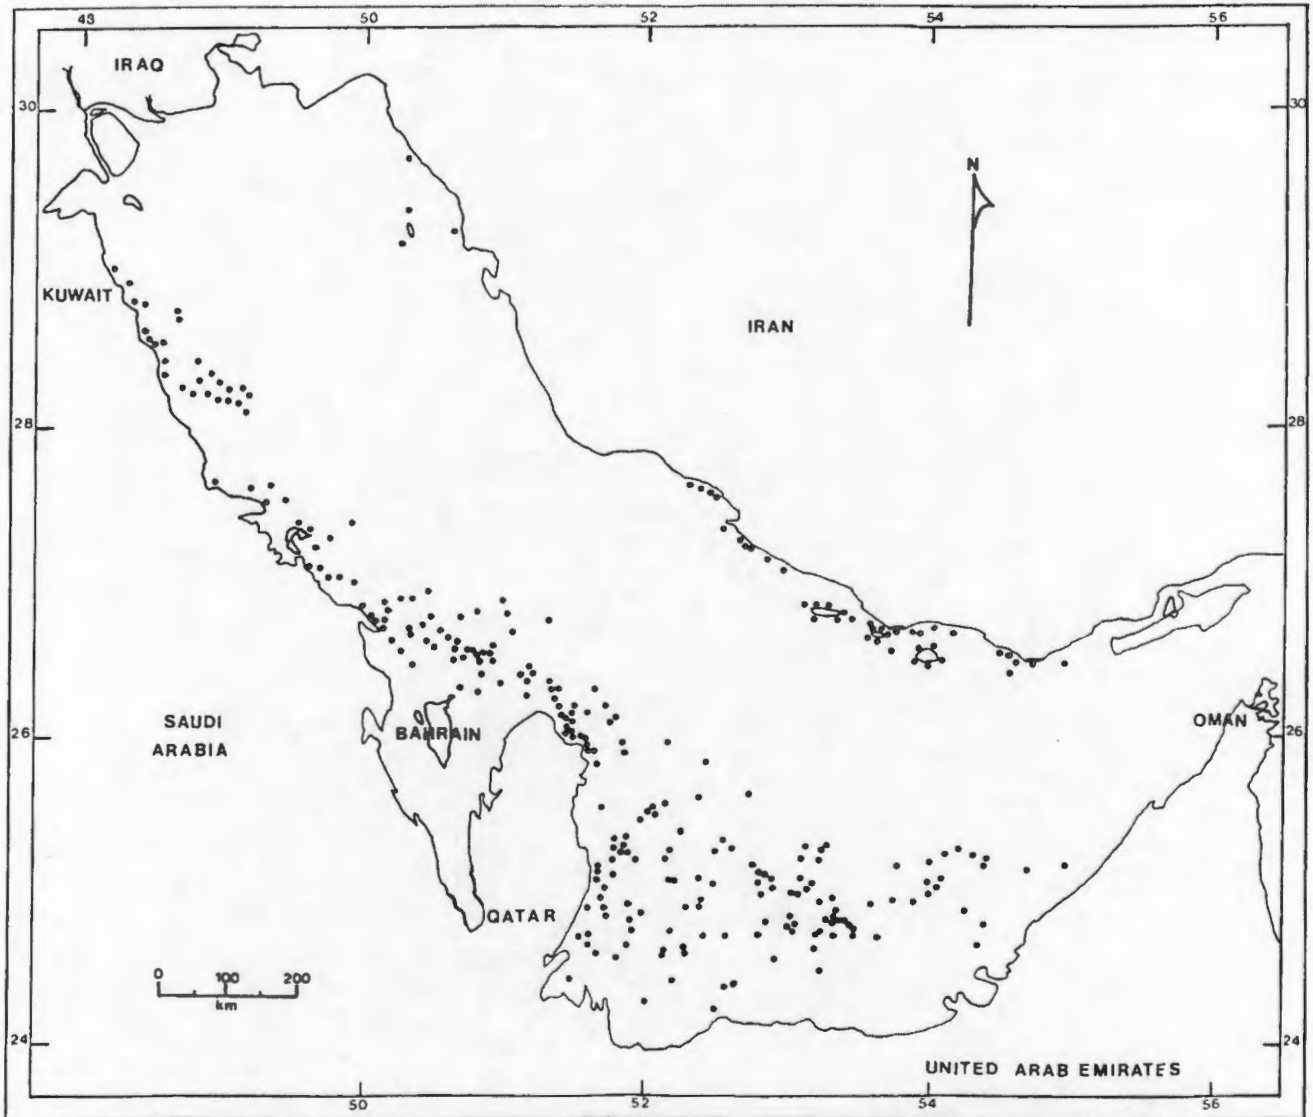 43 50 52 54 56
IRAQ
30 30
N
KUWAIT
IRAN
28 28
SAUDI
ARABIA
BAHRAIN
OMAN
26 26
QATAR
0 100 200
km
24 24
UNITED ARAB EMIRATES
50 52 54 56